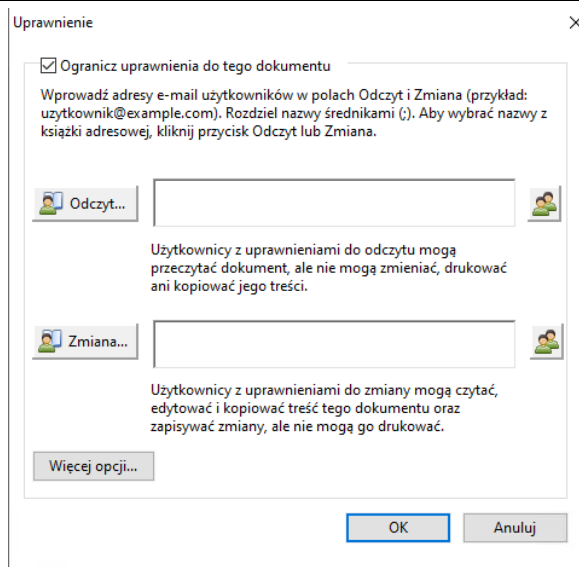 Uprawnienie
Ogranicz uprawnienia do tego dokumentu
Wprowadź adresy e-mail użytkowników w polach Odczyt i Zmiana (przykład:
uzytkownik@example.com). Rozdziel nazwy średnikami (;). Aby wybrać nazwy z
książki adresowej, kliknij przycisk Odczyt lub Zmiana.
Odczyt...
Użytkownicy z uprawnieniami do odczytu mogą
przeczytać dokument, ale nie mogą zmieniać, drukować
ani kopiować jego treści.
Zmiana...
Użytkownicy z uprawnieniami do zmiany mogą czytać,
edytować i kopiować treść tego dokumentu oraz
zapisywać zmiany, ale nie mogą go drukować.
Więcej opcji...
OK
Anuluj